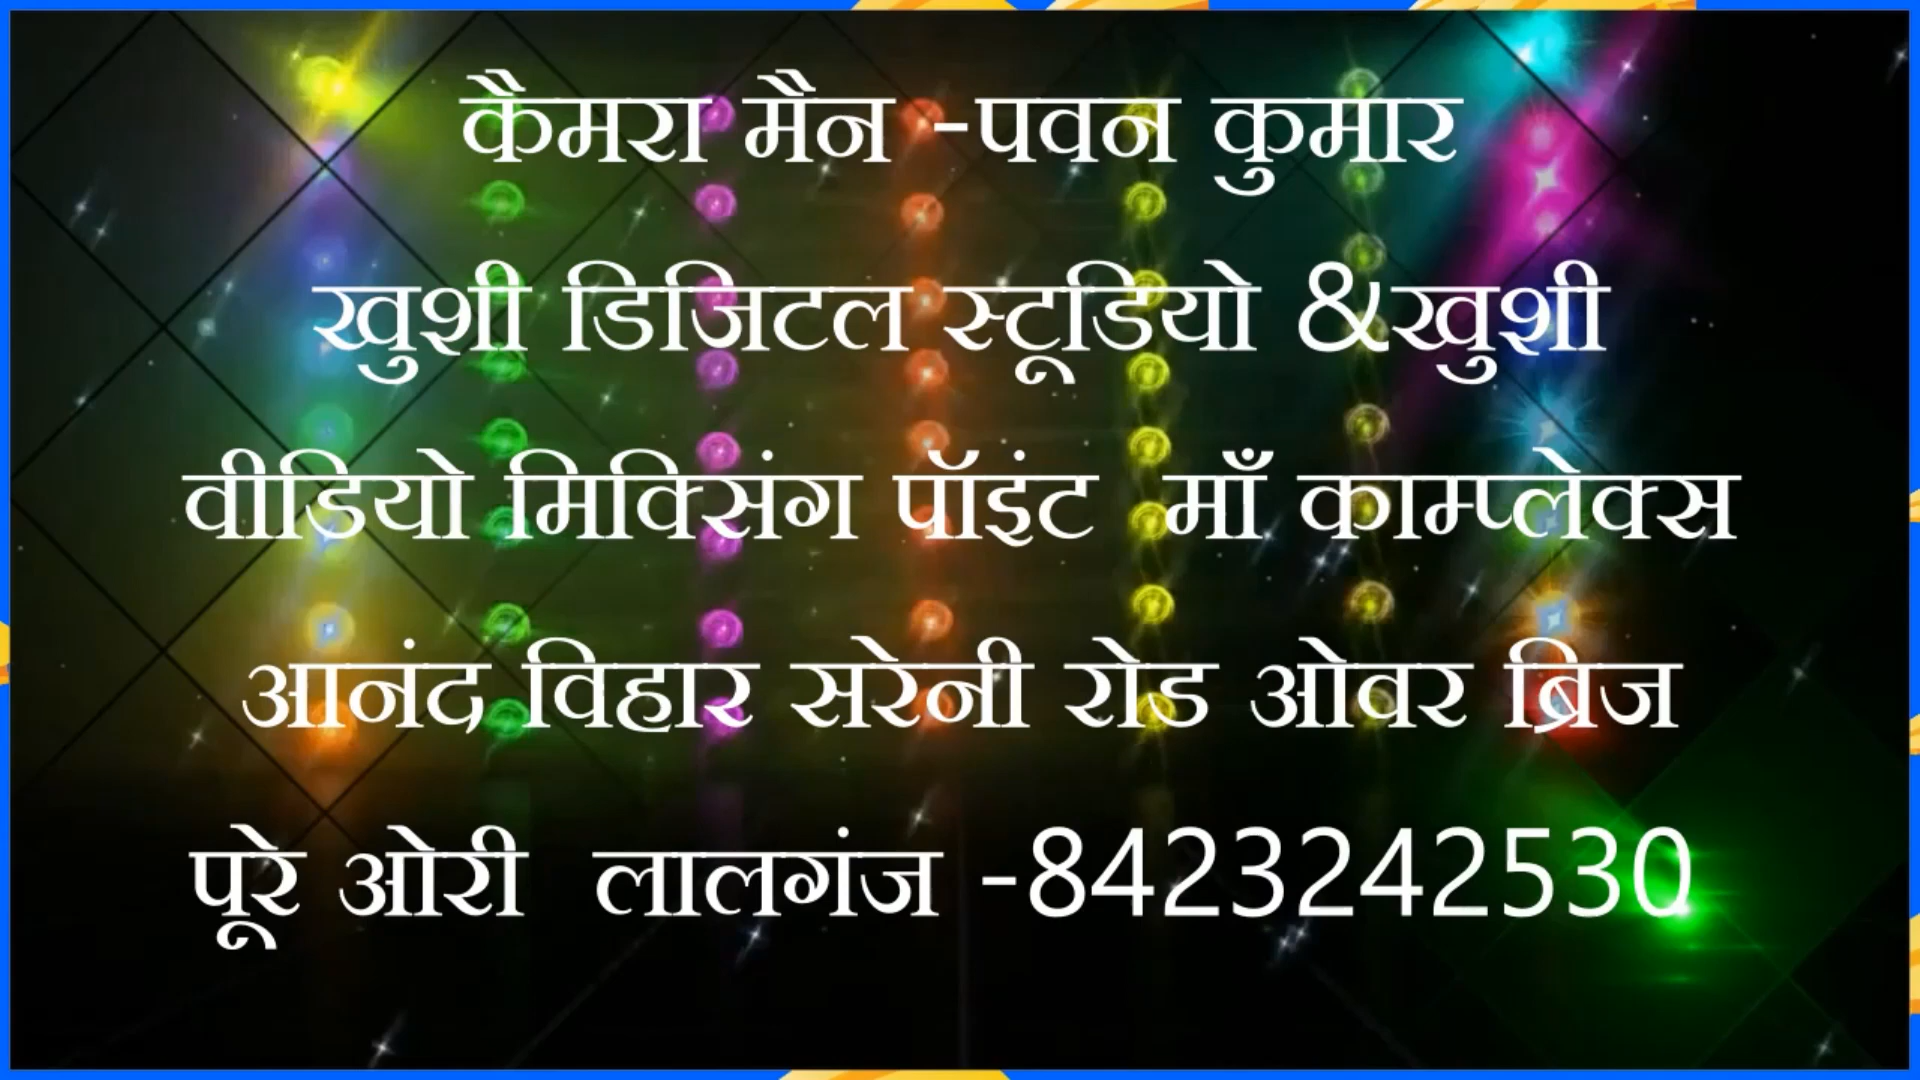 कैमरा मैन -पवन कुमार
खुशी डिजिटल स्टूडियो &खुशी
वीडियो मिक्सिंग पॉइंट माँ काम्प्लेक्स
आनंद विहार सरेनी रोड ओवर ब्रिज
पूरे ओरी लालगंज -8423242530